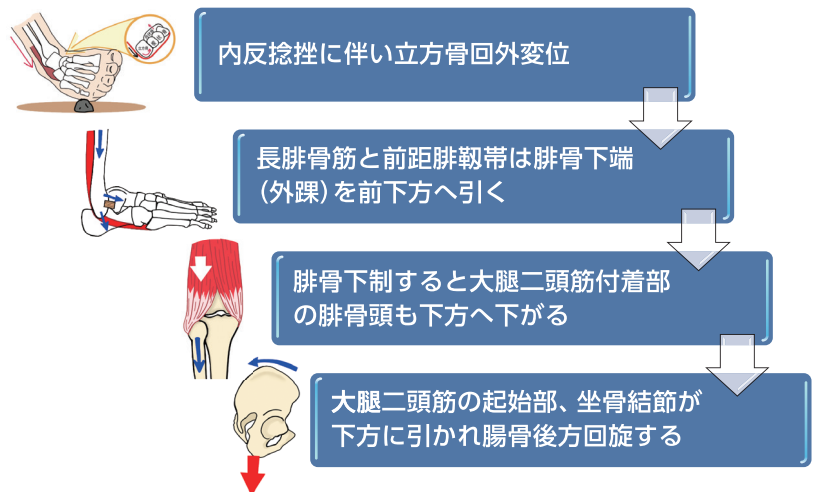 内反捻挫に伴い立方骨回外変位
長腓骨筋と前距腓靱帯は腓骨下端
（外踝）を前下方へ引く
腓骨下制すると大腿二頭筋付着部
の腓骨頭も下方へ下がる
大腿二頭筋の起始部、坐骨結節が
下方に引かれ腸骨後方回旋する